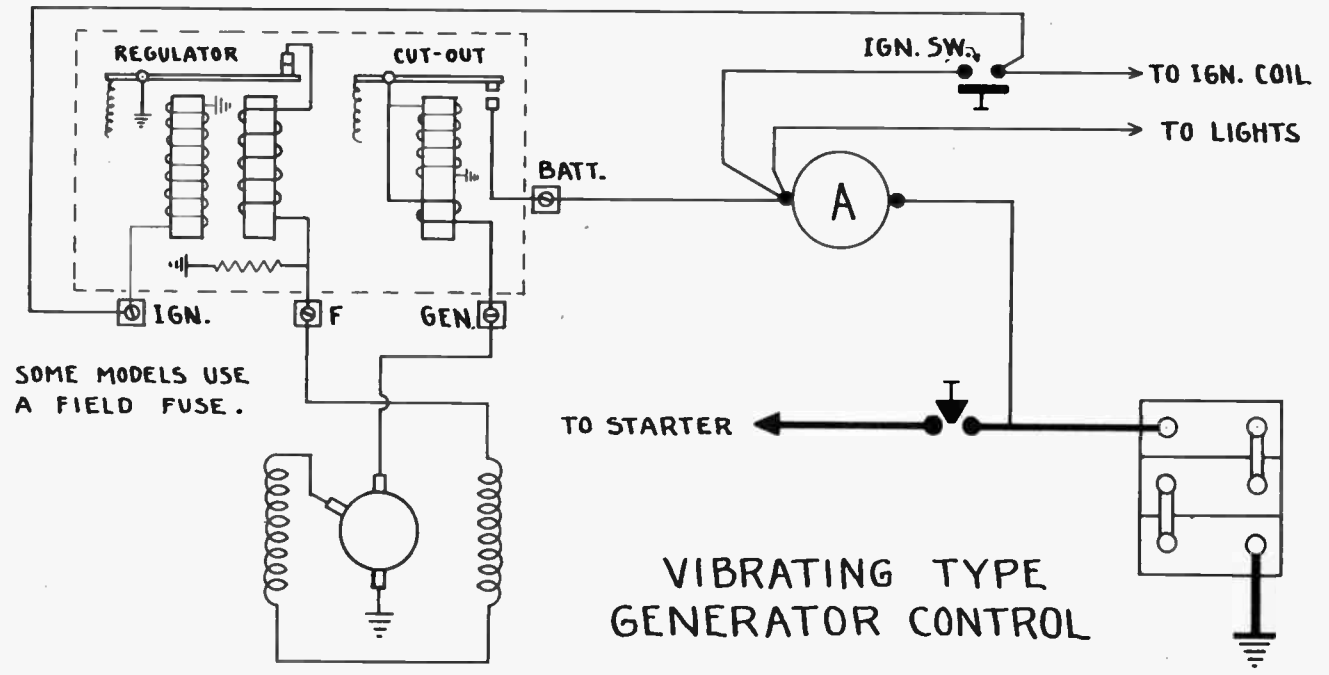 REGULATOR
CUT-OUT
IGN. SW.
TO IGN. COIL
TO LIGHTS
BATT.
A
IGN.
F
GEN.
SOME MODELS USE
A FIELD FUSE.
TO STARTER
VIBRATING TYPE
GENERATOR CONTROL